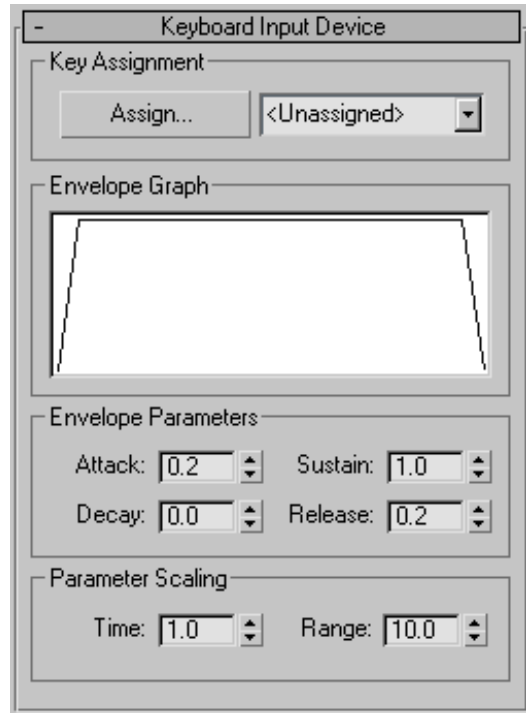 - Keyboard Input Device
Key Assignment
Assign... <Unassigned>
Envelope Graph
Envelope Parameters
Attack: 0.2 Sustain: 1.0
Decay: 0.0 Release: 0.2
Parameter Scaling
Time: 1.0 Range: 10.0